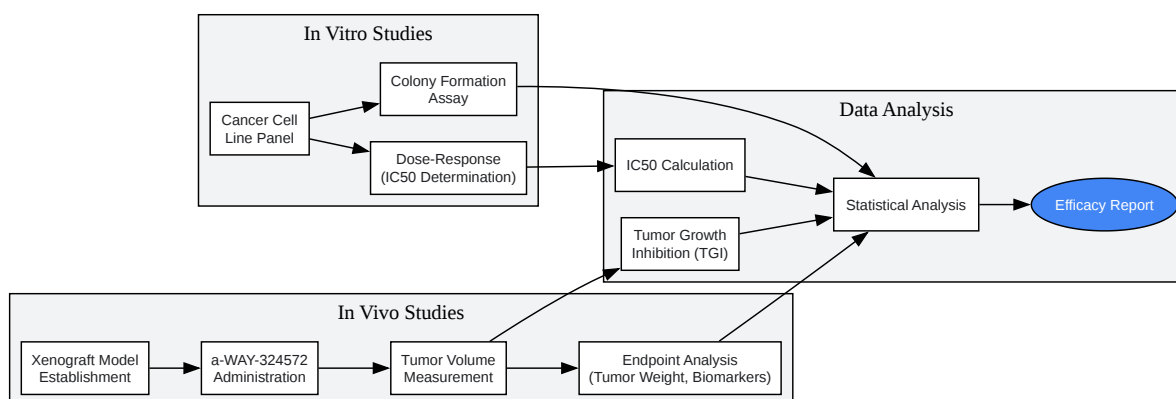 In Vitro Studies
Colony Formation
Assay
Cancer Cell
Line Panel
Dose-Response
(IC50 Determination)
Data Analysis
IC50 Calculation
Statistical Analysis
Efficacy Report
Tumor Growth
Inhibition (TGI)
In Vivo Studies
Xenograft Model
Establishment
a-WAY-324572
Administration
Tumor Volume
Measurement
Endpoint Analysis
(Tumor Weight, Biomarkers)